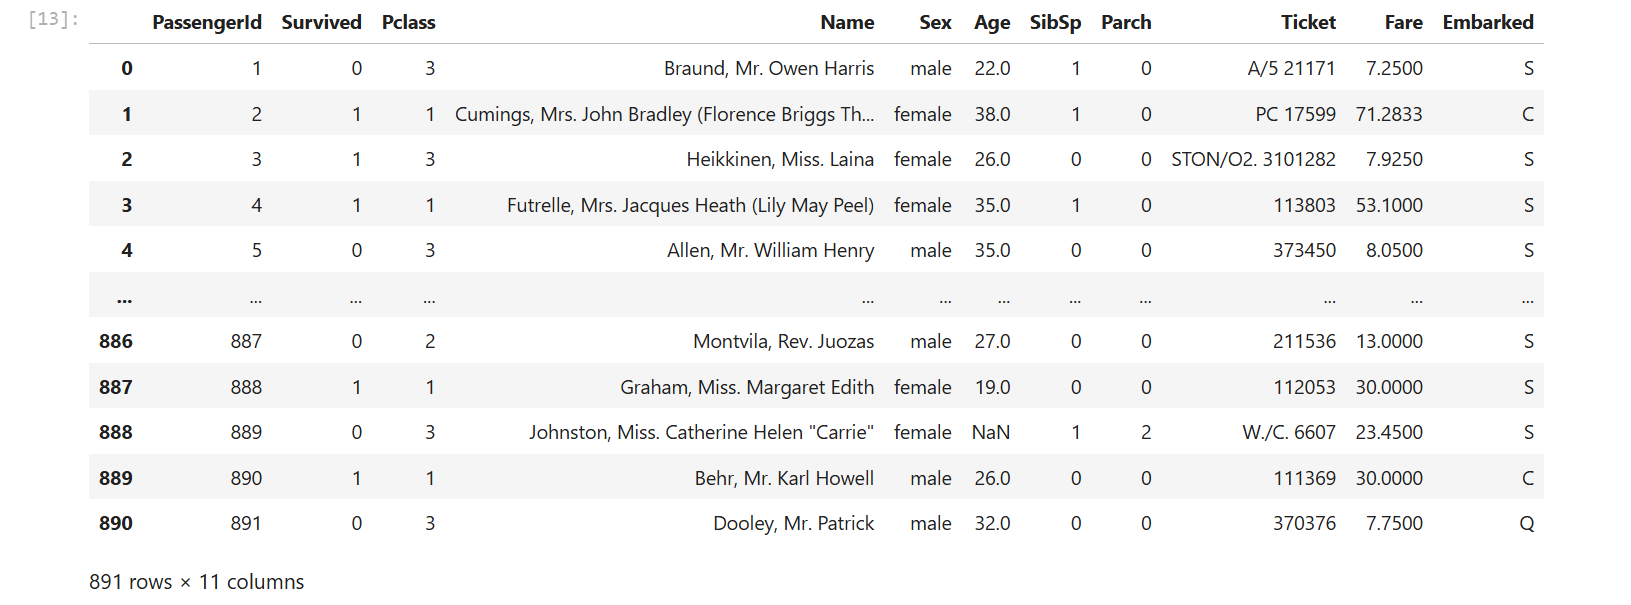 [13]: PassengerId Survived Pclass Name Sex Age SibSp Parch Ticket Fare Embarked
0 1 0 3 Braund, Mr. Owen Harris male 22.0 1 0 A/5 21171 7.2500 S
1 2 1 1 Cumings, Mrs. John Bradley (Florence Briggs Th... female 38.0 1 0 PC 17599 71.2833 C
2 3 1 3 Heikkinen, Miss. Laina female 26.0 0 0 STON/O2. 3101282 7.9250 S
3 4 1 1 Futrelle, Mrs. Jacques Heath (Lily May Peel) female 35.0 1 0 113803 53.1000 S
4 5 0 3 Allen, Mr. William Henry male 35.0 0 0 373450 8.0500 S
... ... ... ... ... ... ... ... ... ... ... ...
886 887 0 2 Montvila, Rev. Juozas male 27.0 0 0 211536 13.0000 S
887 888 1 1 Graham, Miss. Margaret Edith female 19.0 0 0 112053 30.0000 S
888 889 0 3 Johnston, Miss. Catherine Helen "Carrie" female NaN 1 2 W./C. 6607 23.4500 S
889 890 1 1 Behr, Mr. Karl Howell male 26.0 0 0 111369 30.0000 C
890 891 0 3 Dooley, Mr. Patrick male 32.0 0 0 370376 7.7500 Q
891 rows × 11 columns